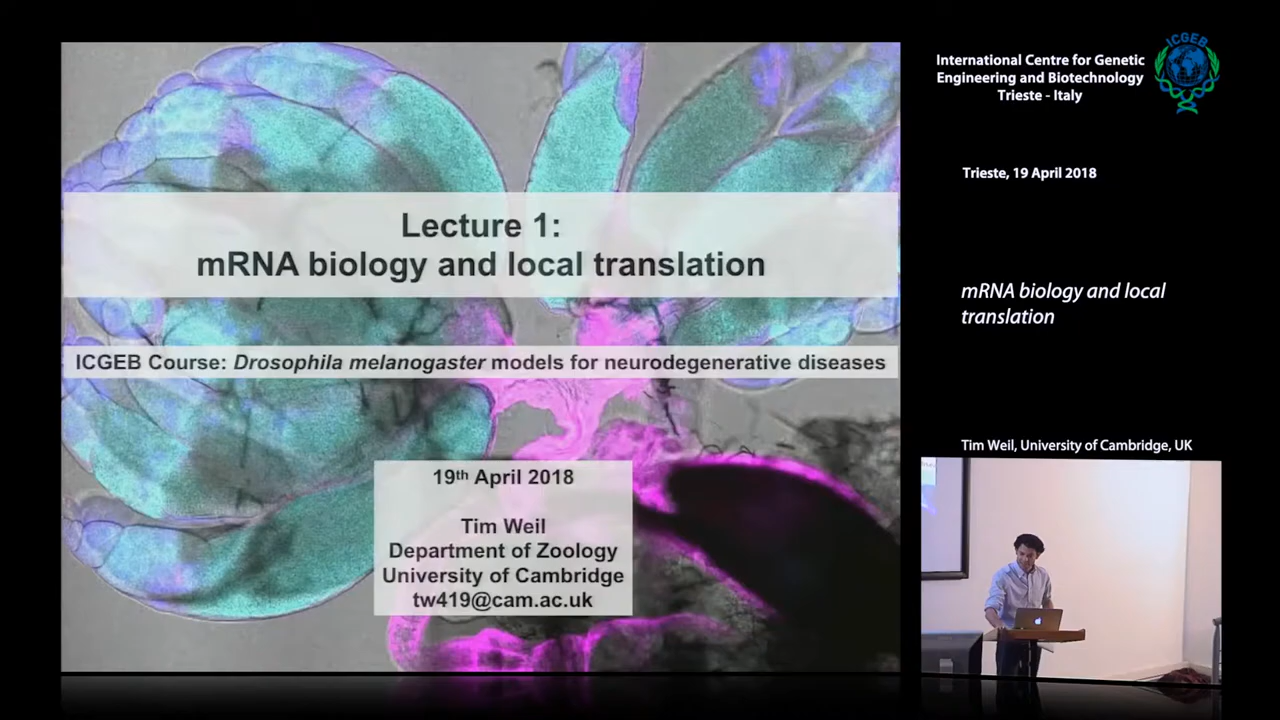 Lecture 1:
mRNA biology and local translation
ICGEB Course: Drosophila melanogaster models for neurodegenerative diseases
19th April 2018
Tim Weil
Department of Zoology
University of Cambridge
tw419@cam.ac.uk
International Centre for Genetic
Engineering and Biotechnology
Trieste - Italy
ICGEB
Trieste, 19 April 2018
mRNA biology and local
translation
Tim Weil, University of Cambridge, UK